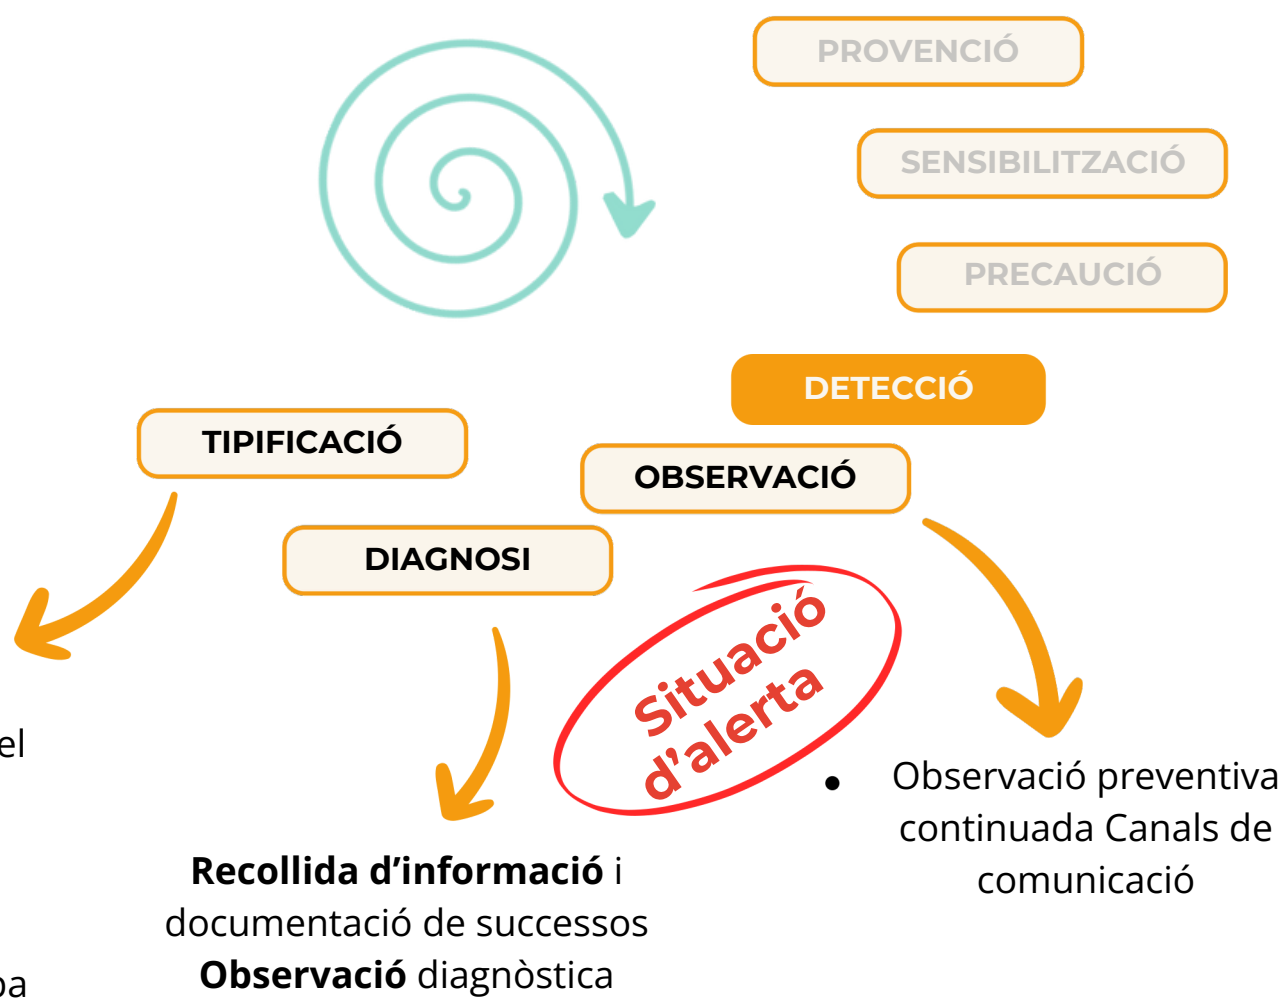 PROVENCIÓ
SENSIBILITZACIÓ
PRECAUCIÓ
DETECCIÓ
TIPIFICACIÓ
OBSERVACIÓ
DIAGNOSI
Situació
d’alerta
el
• Observació preventiva
continuada Canals de
comunicació
Recollida d’informació i
documentació de successos
Observació diagnòstica